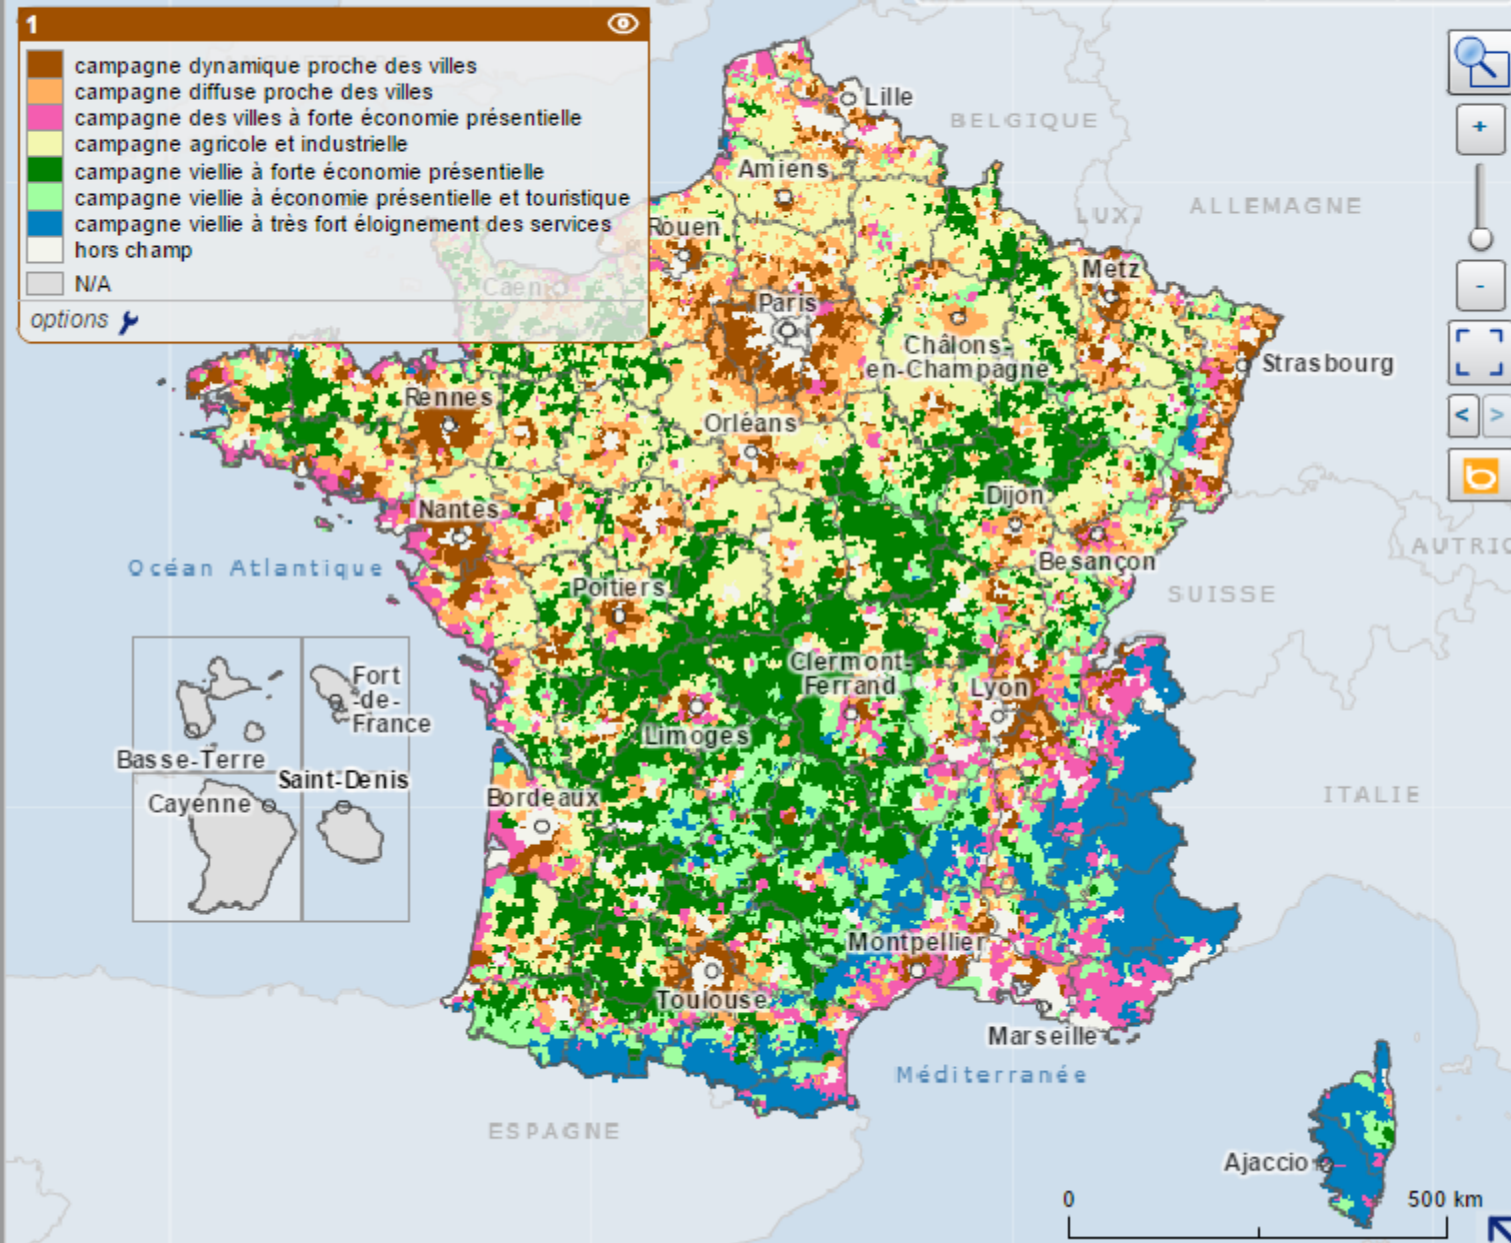 1
campagne dynamique proche des villes
campagne diffuse proche des villes
campagne des villes à forte économie présentielle
campagne agricole et industrielle
campagne viellie à forte économie présentielle
campagne viellie à économie présentielle et touristique
campagne viellie à très fort éloignement des services
hors champ
N/A
options
Lille
BELGIQUE
Amiens
LUX.
ALLEMAGNE
Rouen
Metz
Caen
Paris
Châlons-
en-Champagne
Strasbourg
Rennes
Orléans
Dijon
Nantes
AUTRIC
Océan Atlantique
Besançon
Poitiers
SUISSE
Clermont-
Ferrand
Lyon
Fort
-de-
France
Limoges
Basse-Terre
Saint-Denis
Cayenne
Bordeaux
ITALIE
Montpellier
Toulouse
Marseille
Méditerranée
ESPAGNE
Ajaccio
0
500 km
+
-
<
>
b